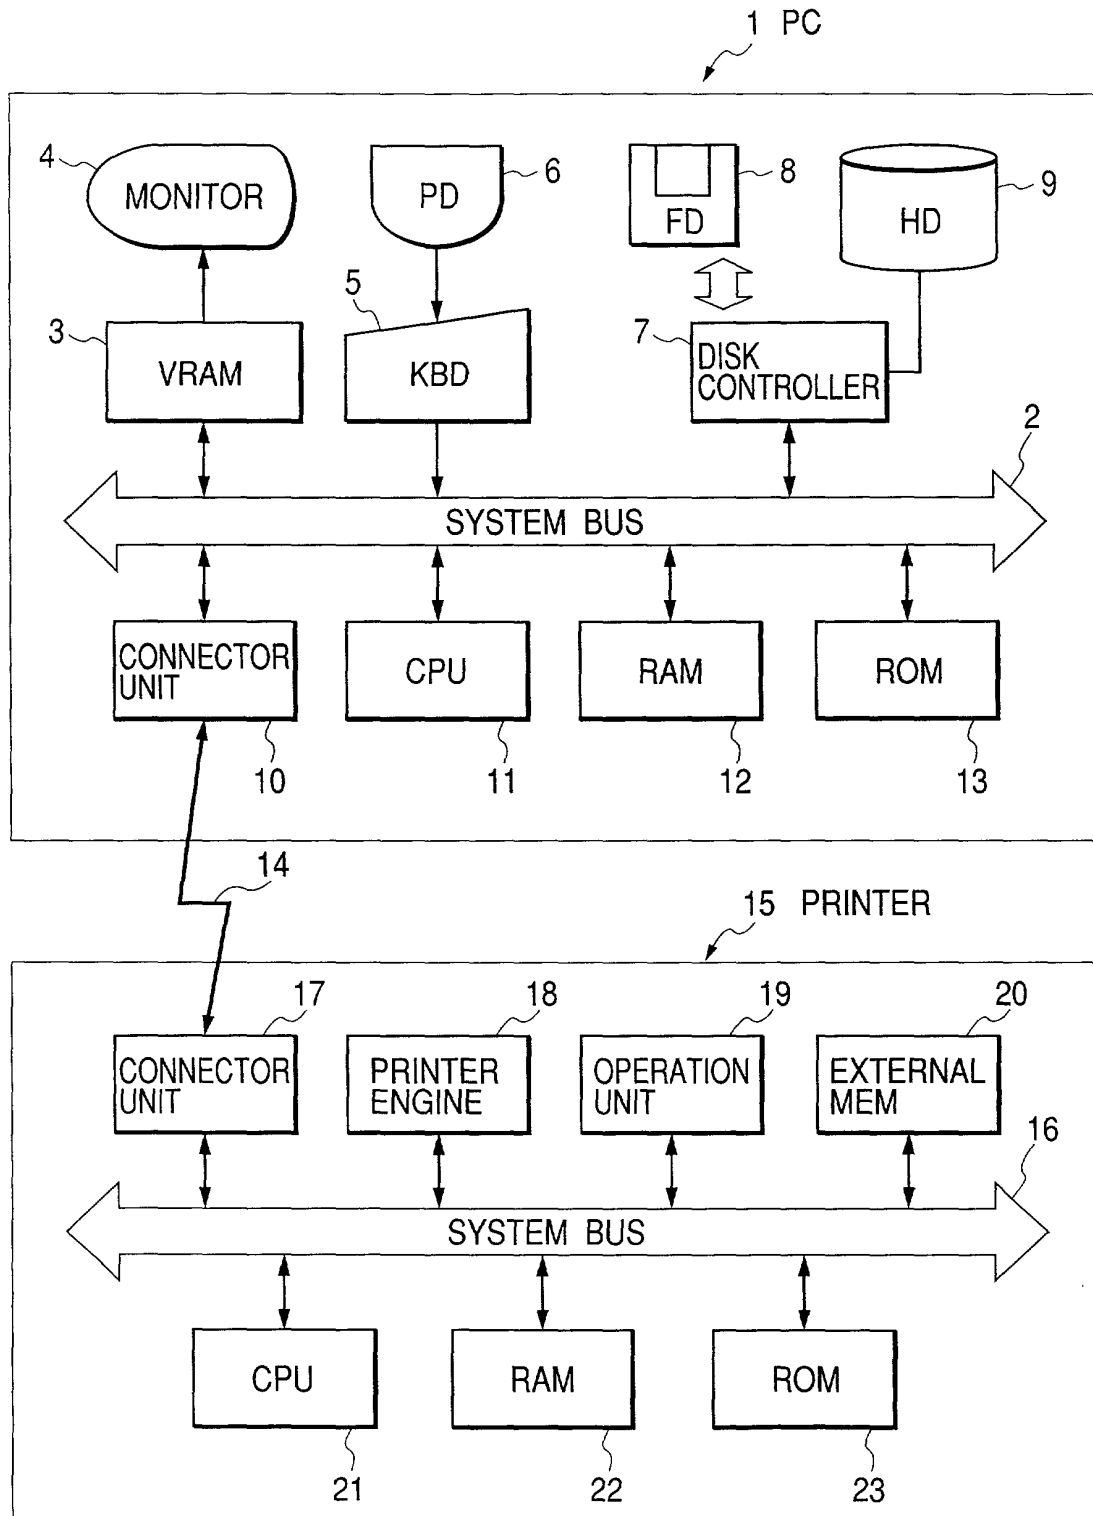 1 PC
4
MONITOR
6
PD
8
FD
9
HD
3
VRAM
5
KBD
7
DISK
CONTROLLER
2
SYSTEM BUS
CONNECTOR
UNIT
CPU
RAM
ROM
10
11
12
13
14
15 PRINTER
17
18
19
20
CONNECTOR
UNIT
PRINTER
ENGINE
OPERATION
UNIT
EXTERNAL
MEM
16
SYSTEM BUS
CPU
RAM
ROM
21
22
23